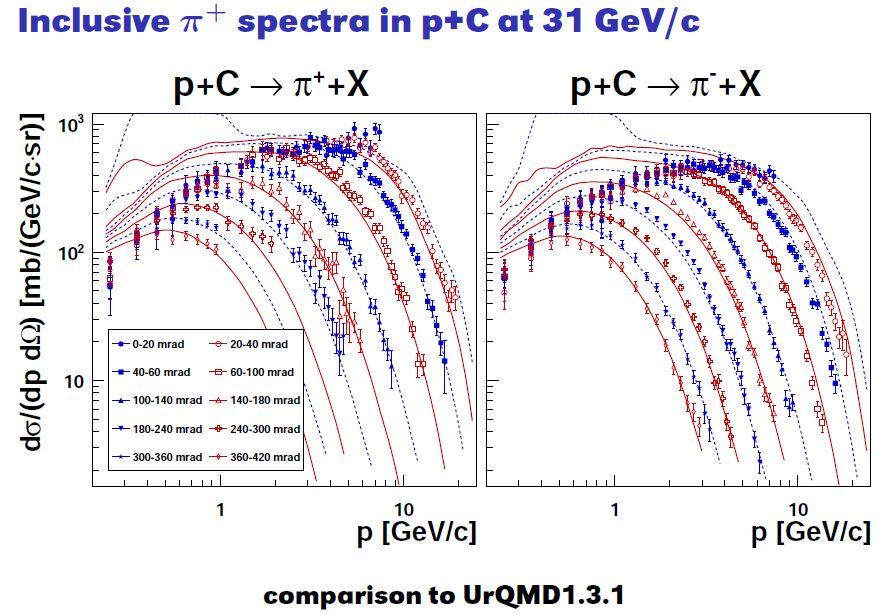 Inclusive π⁺ spectra in p+C at 31 GeV/c
p+C → π⁺+X
p+C → π⁻+X
dσ/(dp dΩ) [mb/(GeV/c·sr)]
10³
10²
10
0-20 mrad 20-40 mrad
40-60 mrad 60-100 mrad
100-140 mrad 140-180 mrad
180-240 mrad 240-300 mrad
300-360 mrad 360-420 mrad
1 10
p [GeV/c]
1 10
p [GeV/c]
comparison to UrQMD1.3.1